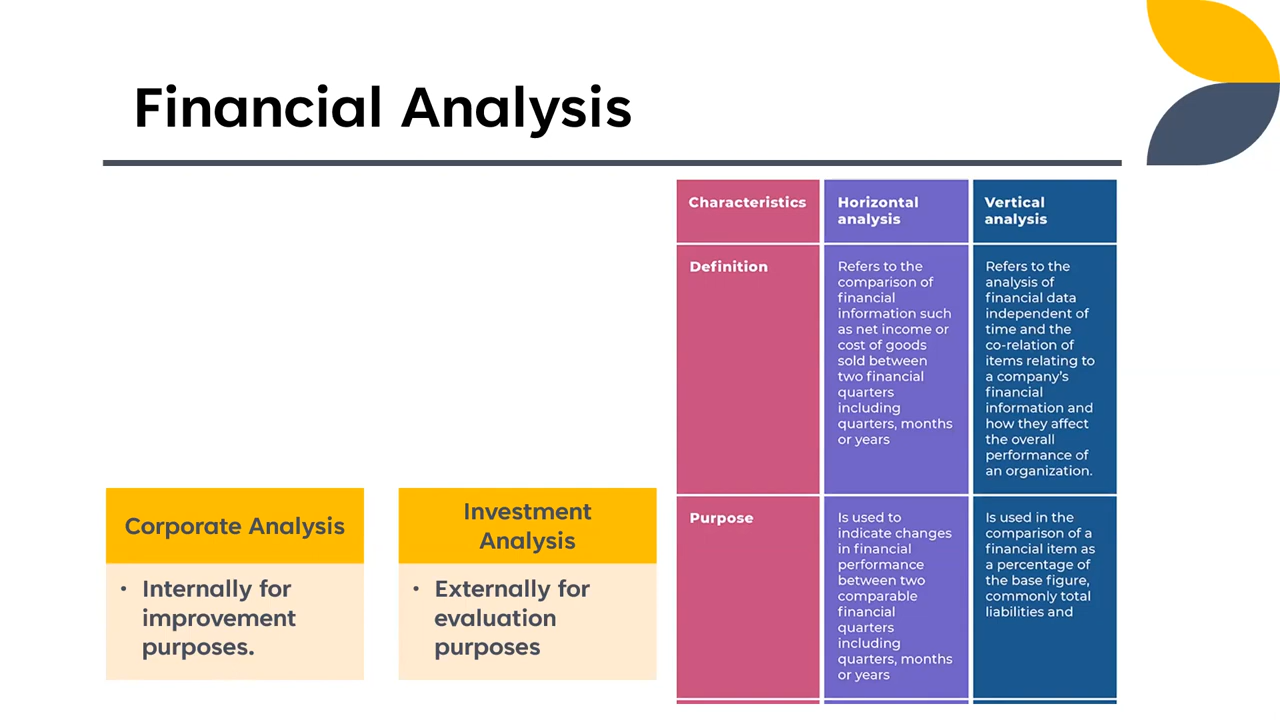 Financial Analysis
Corporate Analysis
• Internally for
improvement
purposes.
Investment
Analysis
• Externally for
evaluation
purposes
Characteristics
Horizontal
analysis
Vertical
analysis
Definition
Refers to the
comparison of
financial
information such
as net income or
cost of goods
sold between
two financial
quarters
including
quarters, months
or years
Refers to the
analysis of
financial data
independent of
time and the
co-relation of
items relating to
a company's
financial
information and
how they affect
the overall
performance of
an organization.
Purpose
Is used to
indicate changes
in financial
performance
between two
comparable
financial
quarters
including
quarters, months
or years
Is used in the
comparison of a
financial item as
a percentage of
the base figure,
commonly total
liabilities and